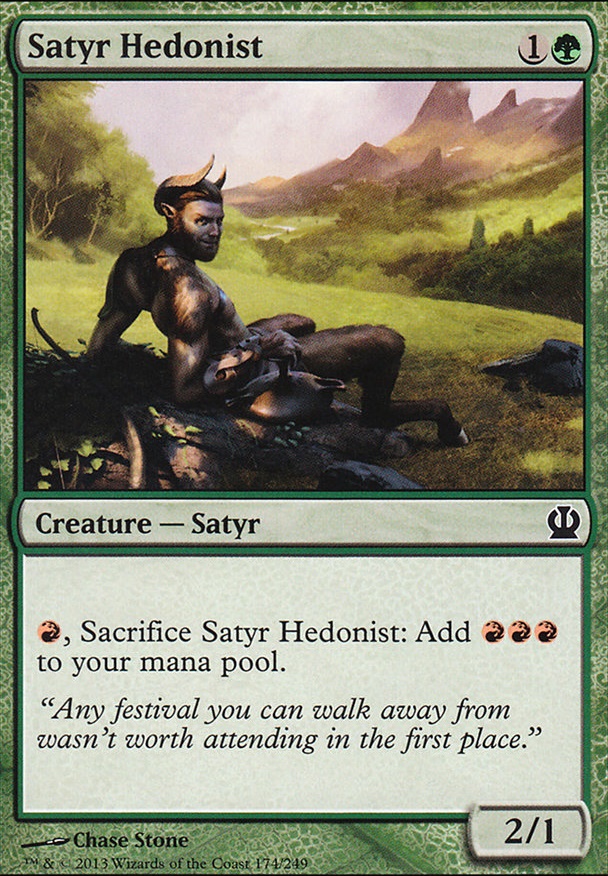 Satyr Hedonist 1
Creature — Satyr
, Sacrifice Satyr Hedonist: Add
to your mana pool.
“Any festival you can walk away from
wasn’t worth attending in the first place.”
2/1
Chase Stone
™ & © 2013 Wizards of the Coast 174/249